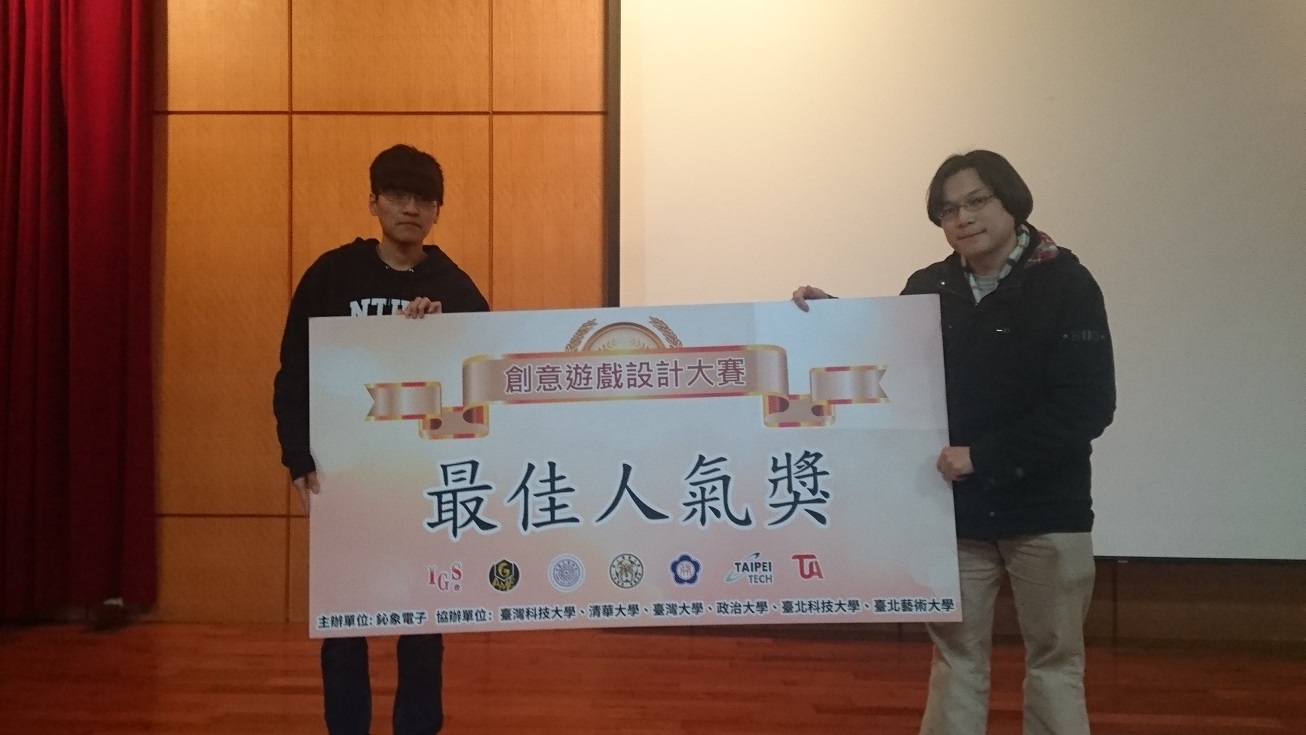 創意遊戲設計大賽
最佳人氣獎
IGS
TAIPEI
TECH
主辦單位: 鈊象電子 協辦單位: 臺灣科技大學、清華大學、臺灣大學、政治大學、臺北科技大學、臺北藝術大學